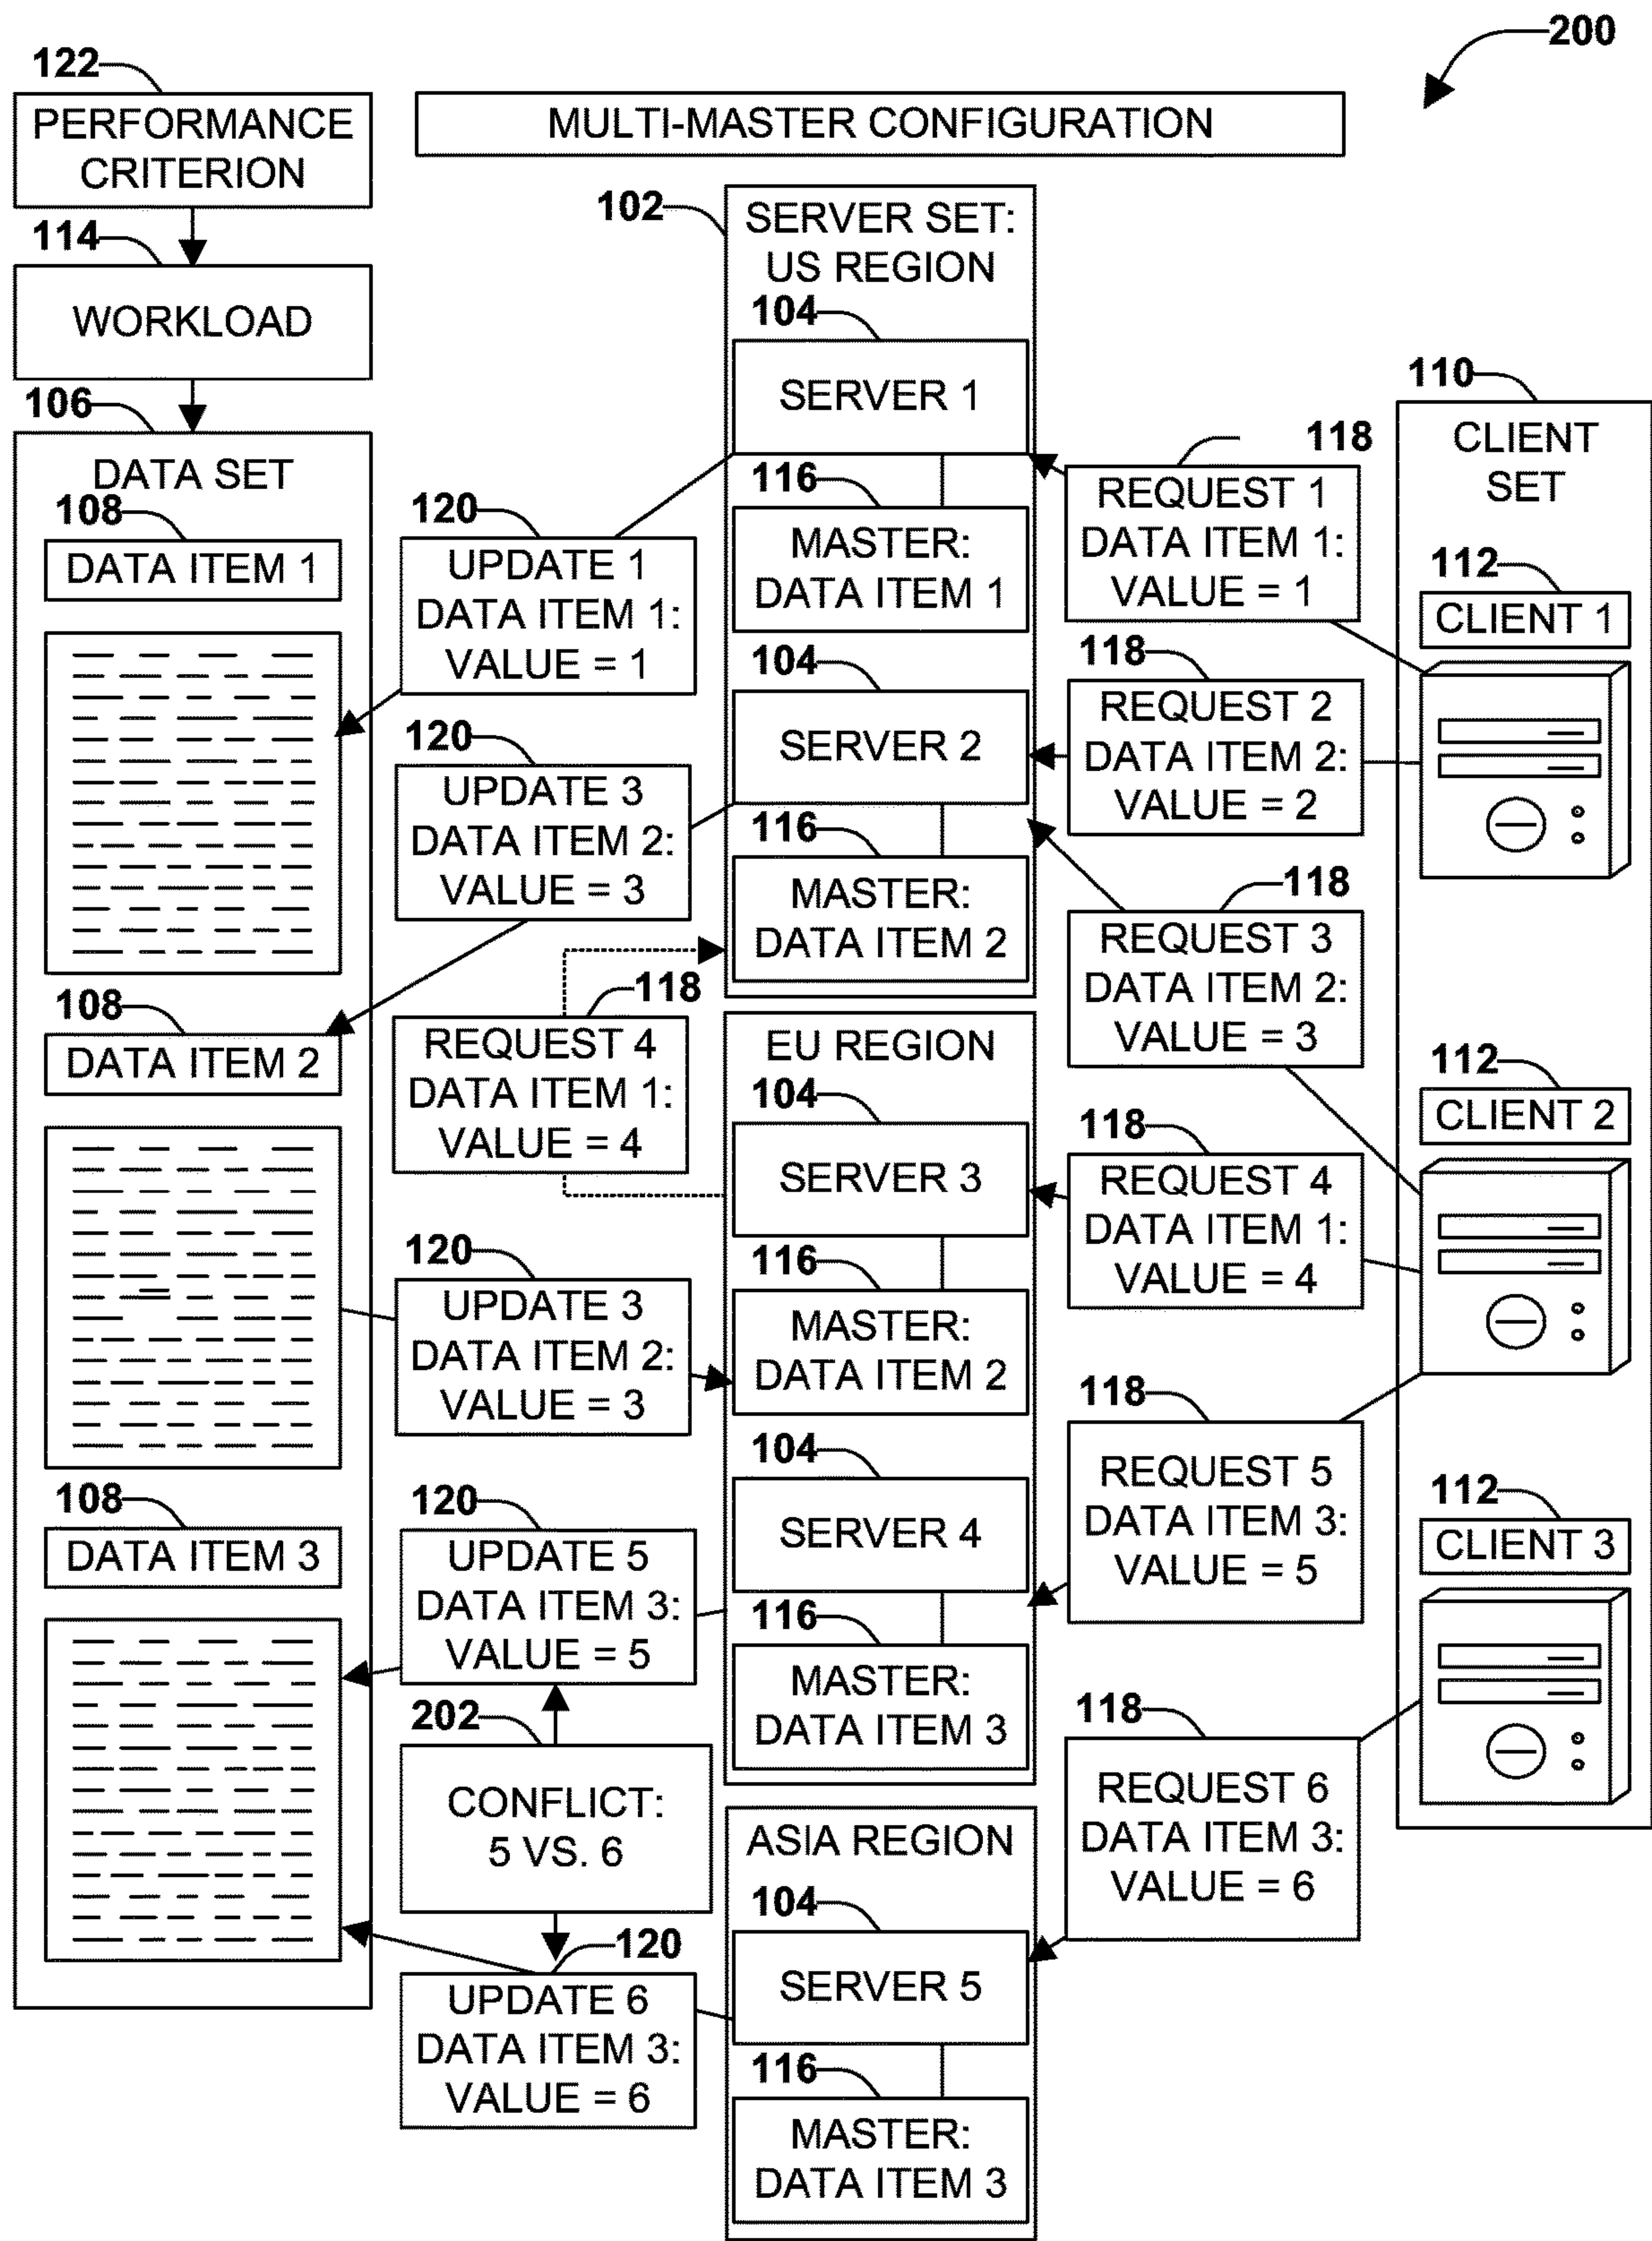 200
122
PERFORMANCE
CRITERION
MULTI-MASTER CONFIGURATION
114
WORKLOAD
106
DATA SET
108
DATA ITEM 1
108
DATA ITEM 2
108
DATA ITEM 3
120
UPDATE 1
DATA ITEM 1:
VALUE = 1
120
UPDATE 3
DATA ITEM 2:
VALUE = 3
118
REQUEST 4
DATA ITEM 1:
VALUE = 4
120
UPDATE 3
DATA ITEM 2:
VALUE = 3
120
UPDATE 5
DATA ITEM 3:
VALUE = 5
202
CONFLICT:
5 VS. 6
120
UPDATE 6
DATA ITEM 3:
VALUE = 6
102
SERVER SET:
US REGION
104
SERVER 1
116
MASTER:
DATA ITEM 1
104
SERVER 2
116
MASTER:
DATA ITEM 2
EU REGION
104
SERVER 3
116
MASTER:
DATA ITEM 2
104
SERVER 4
116
MASTER:
DATA ITEM 3
ASIA REGION
104
SERVER 5
116
MASTER:
DATA ITEM 3
118
REQUEST 1
DATA ITEM 1:
VALUE = 1
118
REQUEST 2
DATA ITEM 2:
VALUE = 2
118
REQUEST 3
DATA ITEM 2:
VALUE = 3
118
REQUEST 4
DATA ITEM 1:
VALUE = 4
118
REQUEST 5
DATA ITEM 3:
VALUE = 5
118
REQUEST 6
DATA ITEM 3:
VALUE = 6
110
CLIENT
SET
112
CLIENT 1
112
CLIENT 2
112
CLIENT 3